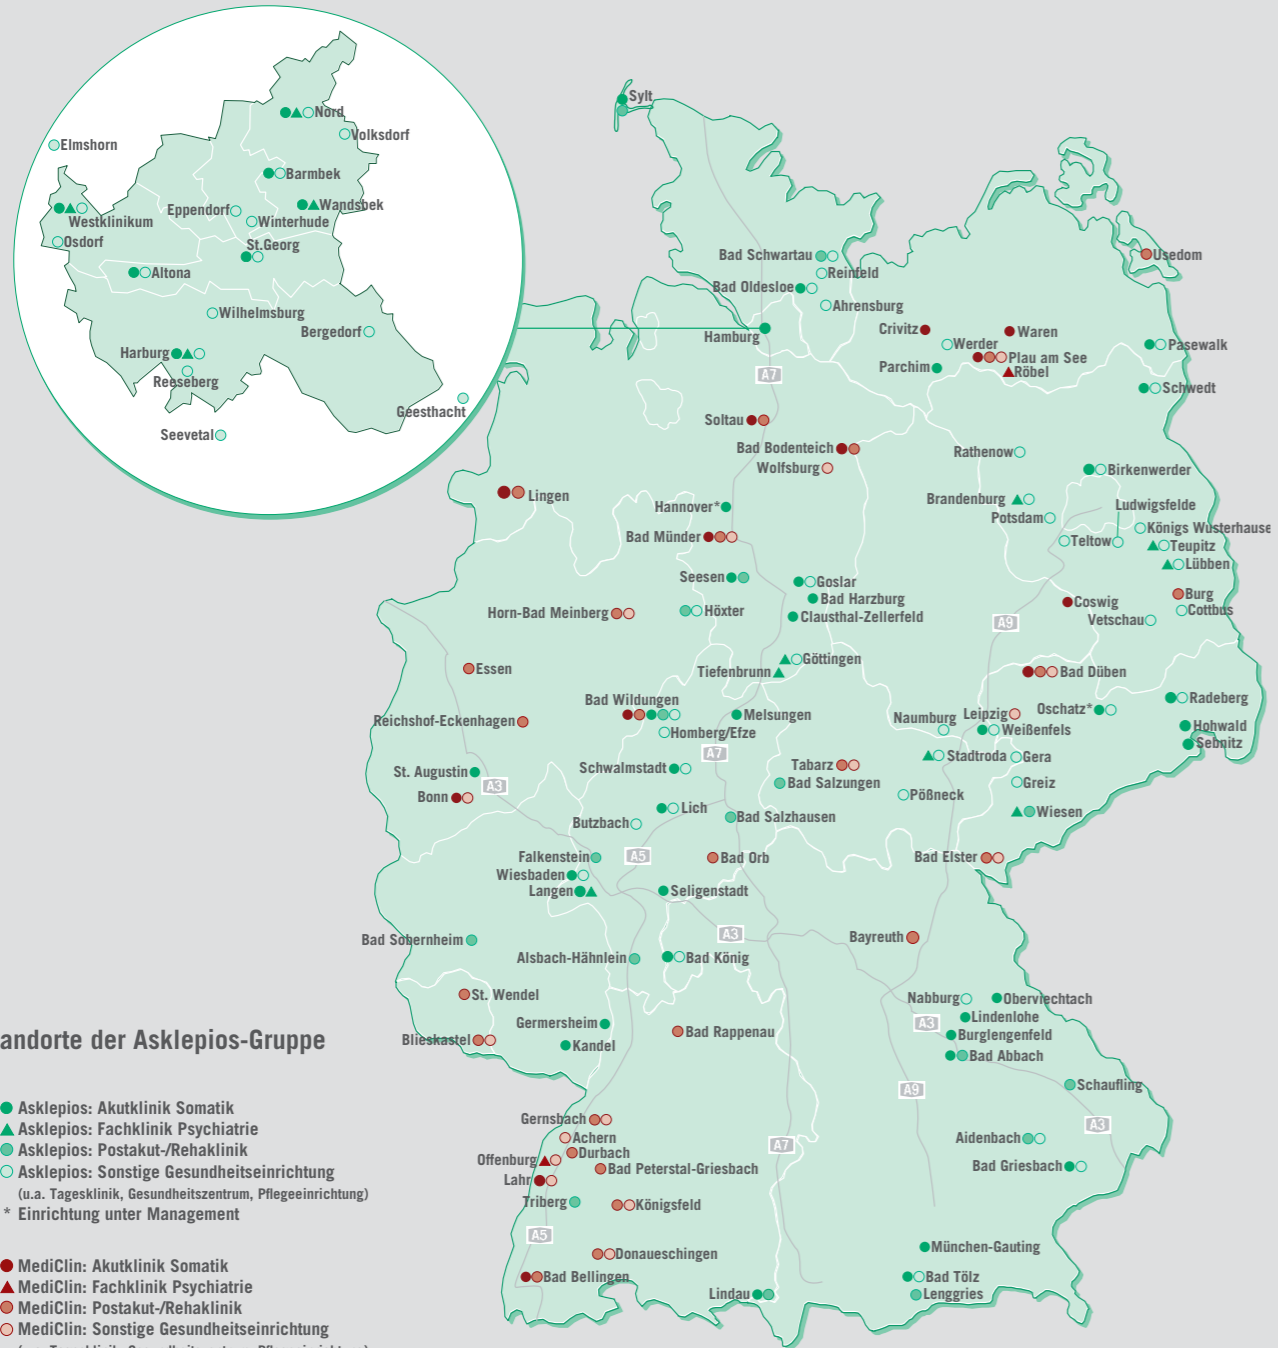 Sylt
Nord
Volksdorf
Elmshorn
Barmbek
Wandsbek
Eppendorf
Westklinikum
Winterhude
Osdorf
St.Georg
Altona
Wilhelmsburg
Bergedorf
Harburg
Reeseberg
Geesthacht
Seevetal
Bad Schwartau
Usedom
Reinfeld
Bad Oldesloe
Ahrensburg
Hamburg
Crivitz
Waren
Werder
Pasewalk
Plau am See
Parchim
Röbel
A7
Schwedt
Soltau
Bad Bodenteich
Rathenow
Wolfsburg
Birkenwerder
Lingen
Brandenburg
Hannover*
Ludwigsfelde
Potsdam
Königs Wusterhause
Bad Münder
Teltow
Teupitz
Lübben
Seesen
Goslar
Burg
Bad Harzburg
Coswig
Horn-Bad Meinberg
Höxter
Cottbus
Clausthal-Zellerfeld
A9
Vetschau
Göttingen
Essen
Tiefenbrunn
Bad Düben
Bad Wildungen
Radeberg
Oschatz*
Reichshof-Eckenhagen
Melsungen
Naumburg
Leipzig
Hohwald
Homberg/Efze
Weißenfels
Sebnitz
A7
Stadtroda
Gera
St. Augustin
Schwalmstadt
Tabarz
A3
Bad Salzungen
Greiz
Bonn
Pößneck
Lich
Wiesen
Butzbach
Bad Salzhausen
Falkenstein
A5
Bad Orb
Bad Elster
Wiesbaden
Langen
Seligenstadt
A3
Bad Sobernheim
Bayreuth
Alsbach-Hähnlein
Bad König
St. Wendel
Nabburg
Oberviechtach
Germersheim
Lindenlohe
A3
Blieskastel
Bad Rappenau
Burglengenfeld
Kandel
Bad Abbach
Schaufling
A9
Gernsbach
A3
Achern
Aidenbach
A7
Durbach
Offenburg
Bad Peterstal-Griesbach
Bad Griesbach
Lahr
Triberg
Königsfeld
A5
München-Gauting
Donaueschingen
Bad Bellingen
Bad Tölz
Lindau
Lenggries
andorte der Asklepios-Gruppe
Asklepios: Akutklinik Somatik
Asklepios: Fachklinik Psychiatrie
Asklepios: Postakut-/Rehaklinik
Asklepios: Sonstige Gesundheitseinrichtung
(u.a. Tagesklinik, Gesundheitszentrum, Pflegeeinrichtung)
* Einrichtung unter Management
MediClin: Akutklinik Somatik
MediClin: Fachklinik Psychiatrie
MediClin: Postakut-/Rehaklinik
MediClin: Sonstige Gesundheitseinrichtung